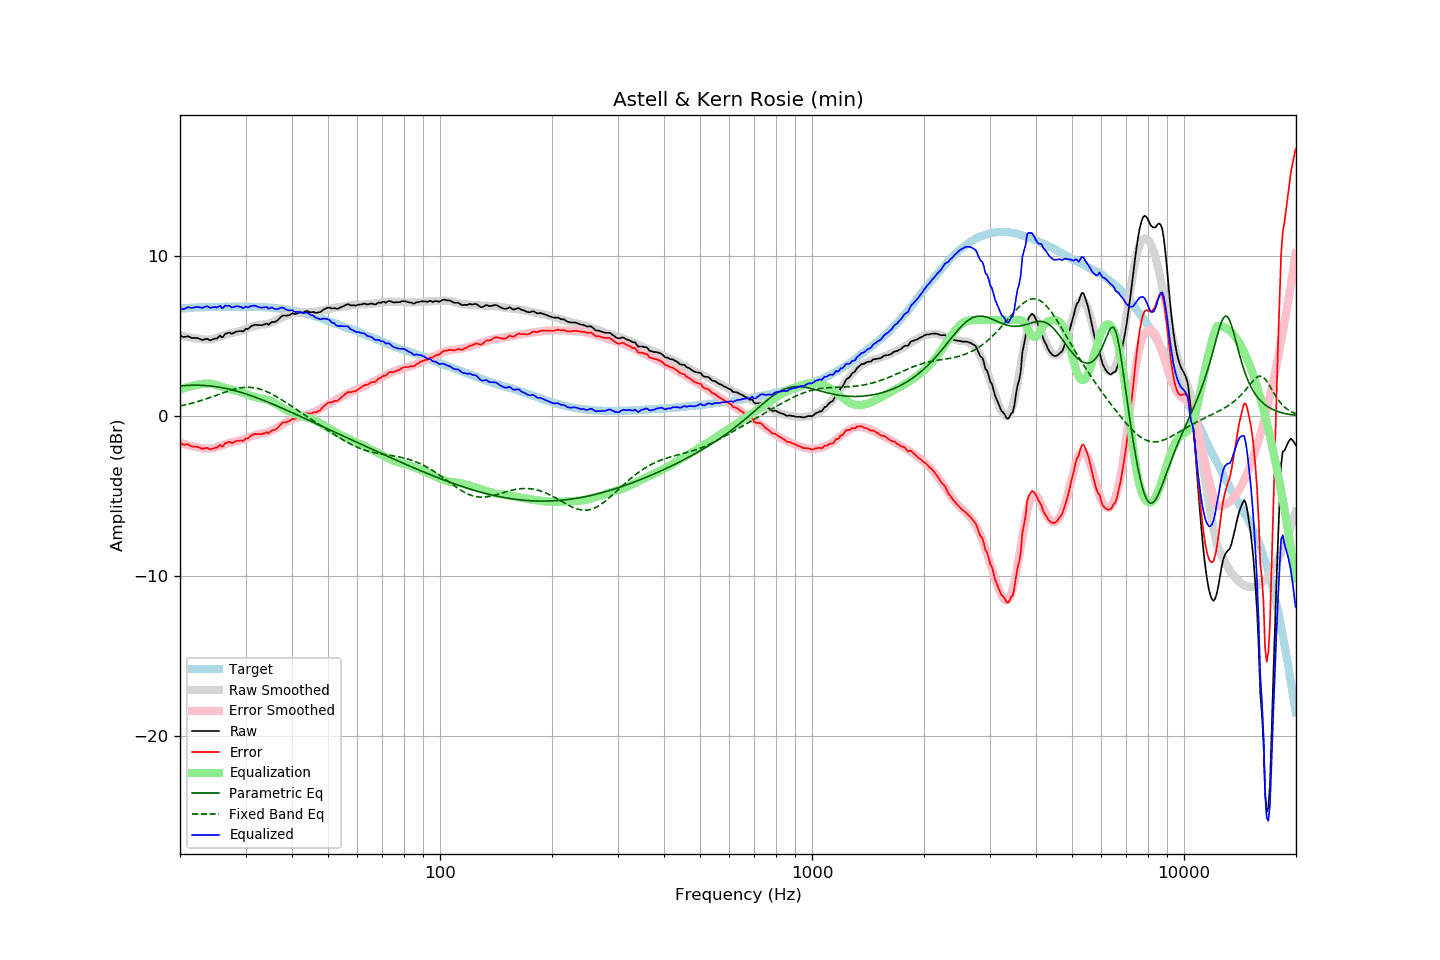 Astell & Kern Rosie (min)
10
0
−10
−20
Amplitude (dBr)
Target
Raw Smoothed
Error Smoothed
Raw
Error
Equalization
Parametric Eq
Fixed Band Eq
Equalized
100
1000
10000
Frequency (Hz)